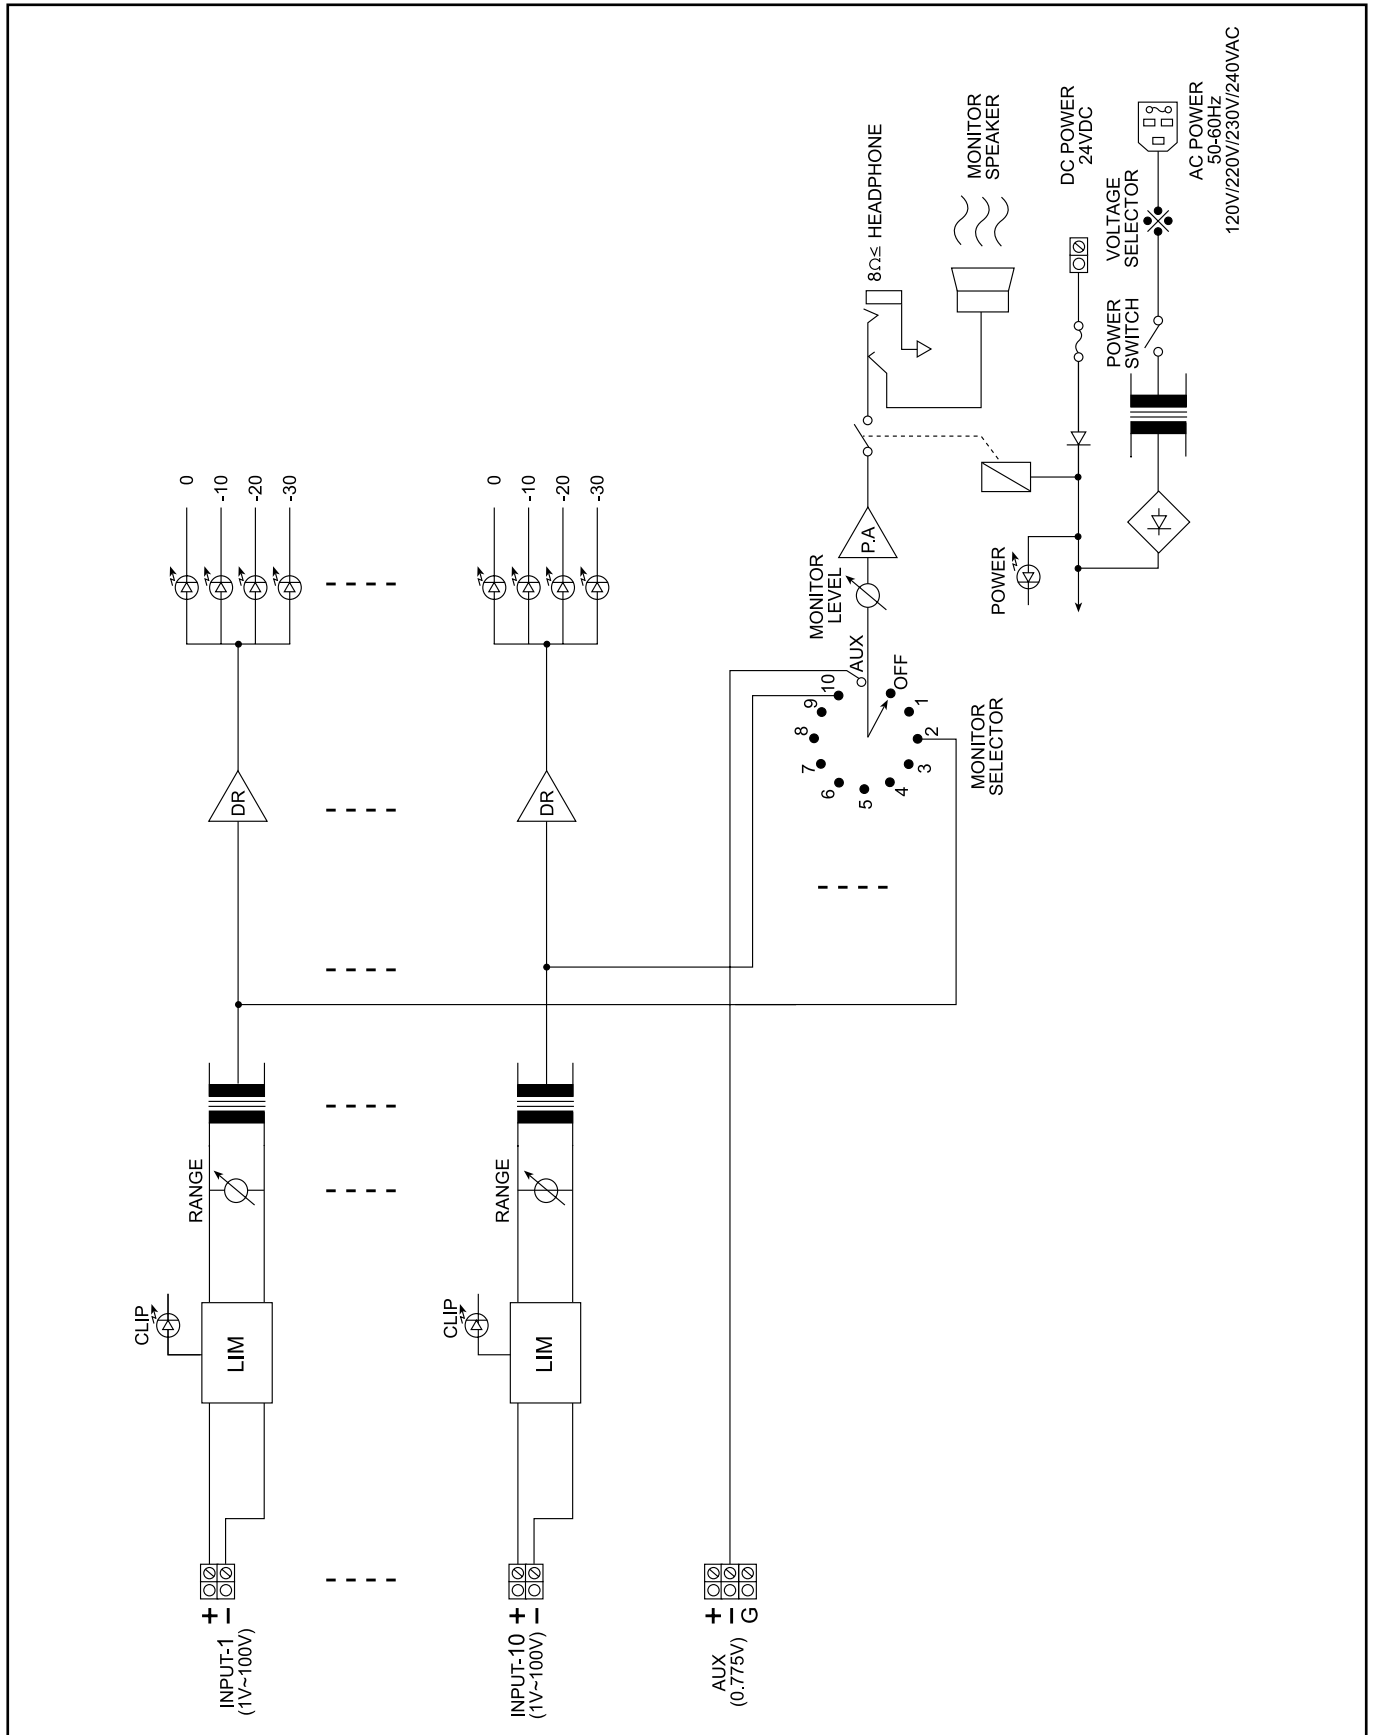 INPUT-1
(1V~100V)
+
−
CLIP
LIM
RANGE
DR
0
-10
-20
-30
INPUT-10
(1V~100V)
+
−
CLIP
LIM
RANGE
DR
0
-10
-20
-30
AUX
(0.775V)
+
−
G
MONITOR
SELECTOR
AUX
OFF
1
2
3
4
5
6
7
8
9
10
MONITOR
LEVEL
P.A
8Ω≤ HEADPHONE
MONITOR
SPEAKER
POWER
DC POWER
24VDC
POWER
SWITCH
VOLTAGE
SELECTOR
AC POWER
50-60Hz
120V/220V/230V/240VAC